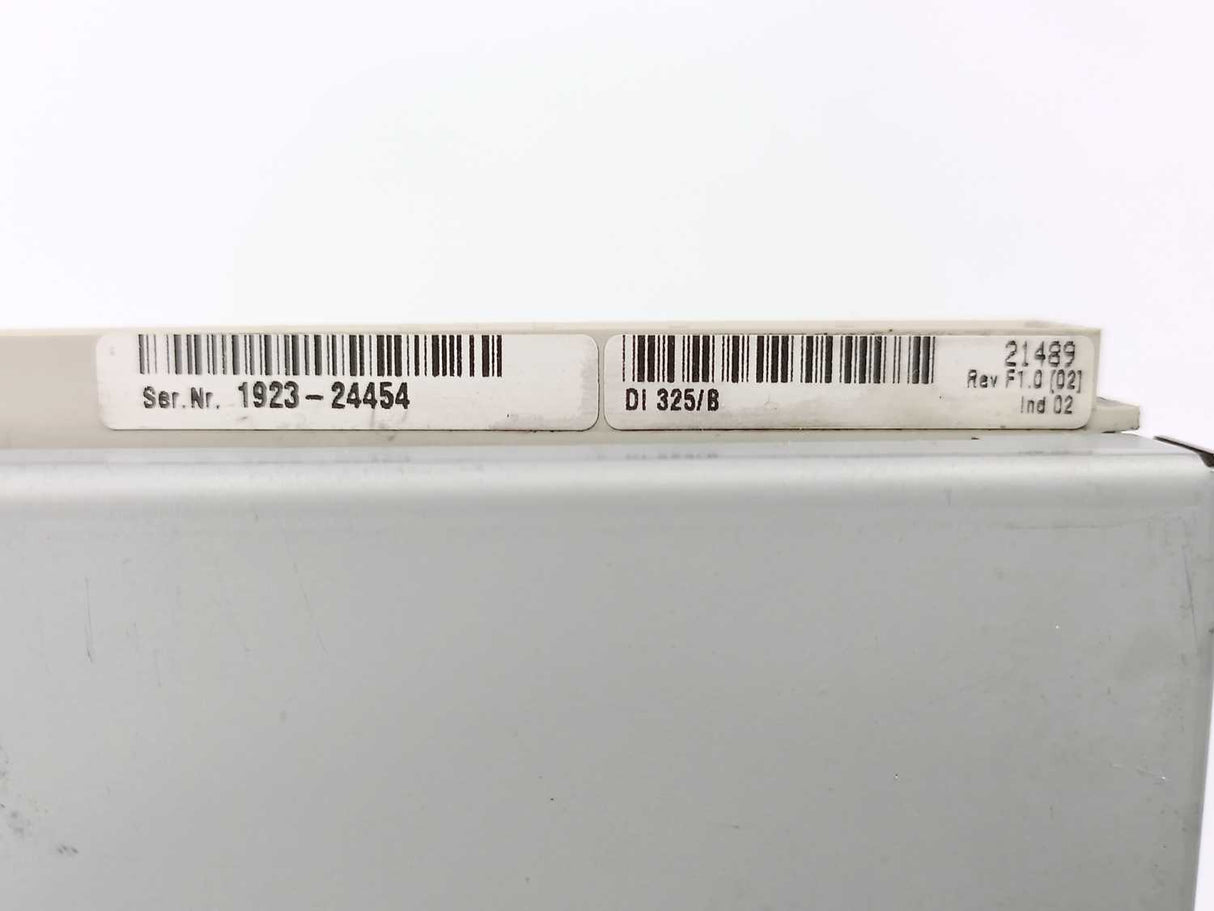 Ser.Nr. 1923-24454
DI 325/B
21489
Rev F1.0 [02]
Ind 02